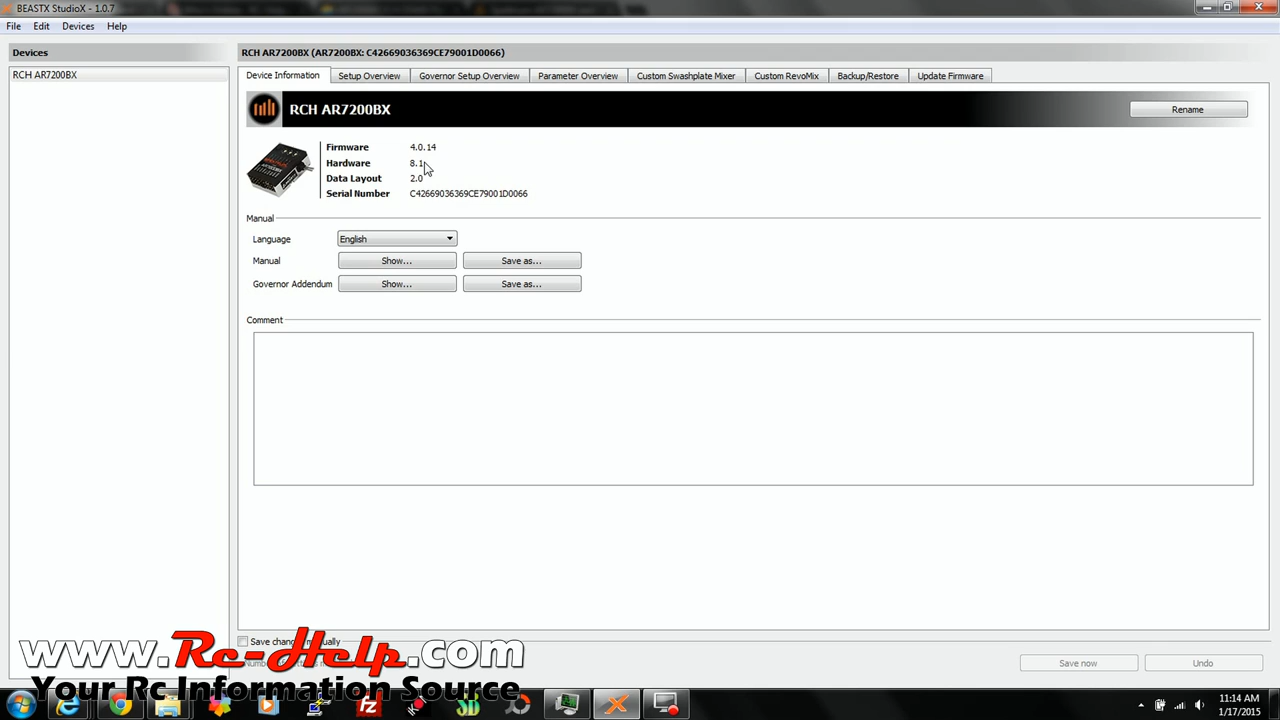 BEASTX StudioX - 1.0.7
File Edit Devices Help
Devices
RCH AR7200BX
RCH AR7200BX (AR7200BX: C42669036369CE79001D0066)
Device Information Setup Overview Governor Setup Overview Parameter Overview Custom Swashplate Mixer Custom RevoMix Backup/Restore Update Firmware
RCH AR7200BX
Rename
Firmware 4.0.14
Hardware 8.1
Data Layout 2.0
Serial Number C42669036369CE79001D0066
Manual
Language English
Manual Show... Save as...
Governor Addendum Show... Save as...
Comment
Save manually
Save now Undo
www.Rc-Help.com
Your Rc Information Source
11:14 AM
1/17/2015